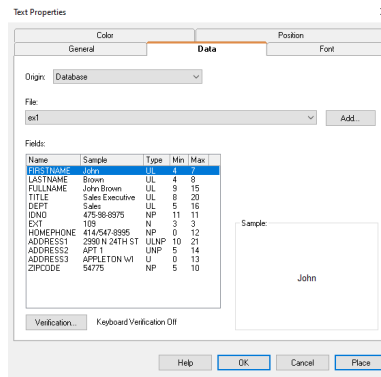 Text Properties
Color Position
General Data Font
Origin: Database
File:
ex1 Add...
Fields:
Name Sample Type Min Max
FIRSTNAME John UL 4 7
LASTNAME Brown UL 4 8
FULLNAME John Brown UL 9 15
TITLE Sales Executive UL 8 20
DEPT Sales UL 5 16
IDNO 475-98-8975 NP 11 11
EXT 109 N 3 3
HOMEPHONE 414/547-8995 NP 0 12
ADDRESS1 2990 N 24TH ST ULNP 10 21
ADDRESS2 APT 1 UNP 5 14
ADDRESS3 APPLETON WI U 0 13
ZIPCODE 54775 NP 5 10
Sample:
John
Verification... Keyboard Verification Off
Help OK Cancel Place